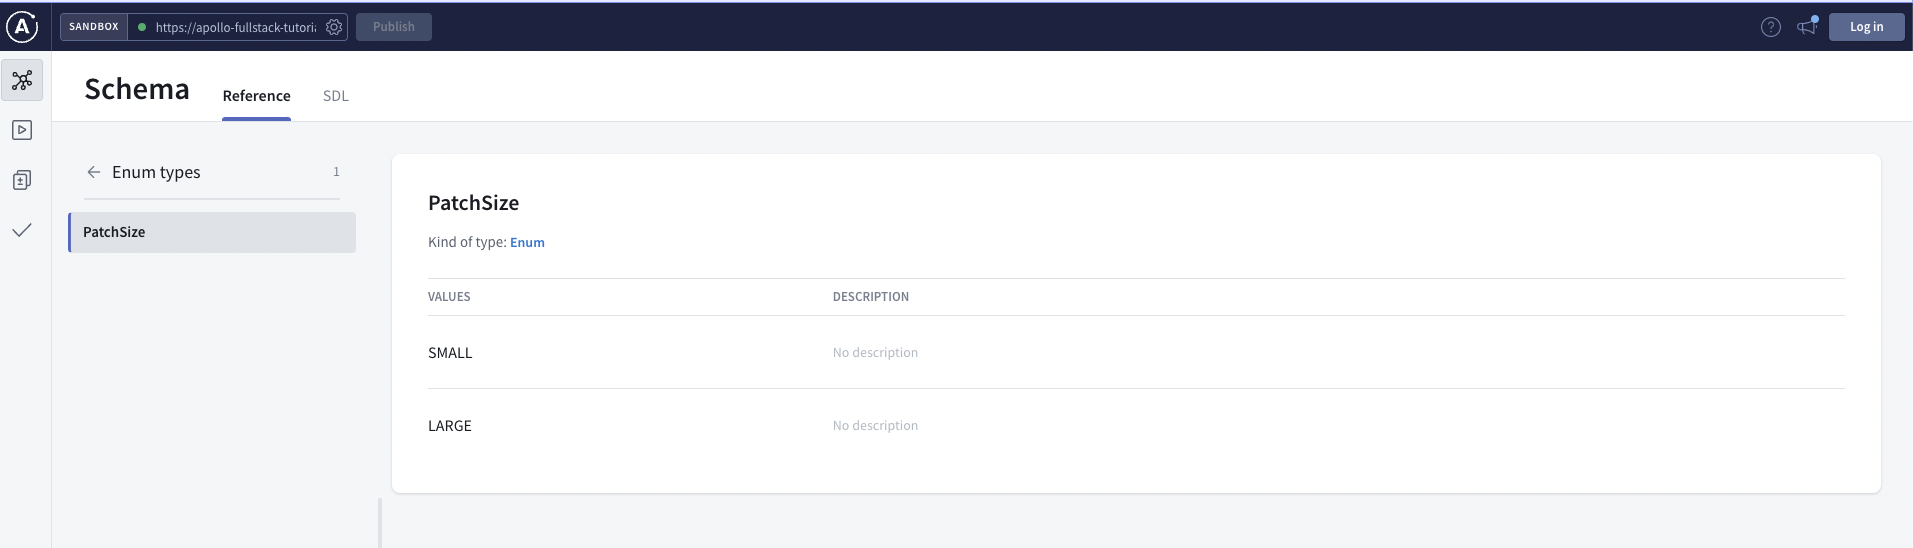 SANDBOX https://apollo-fullstack-tutori Publish ? Log in
Schema Reference SDL
Enum types 1
PatchSize
PatchSize
Kind of type: Enum
VALUES DESCRIPTION
SMALL No description
LARGE No description